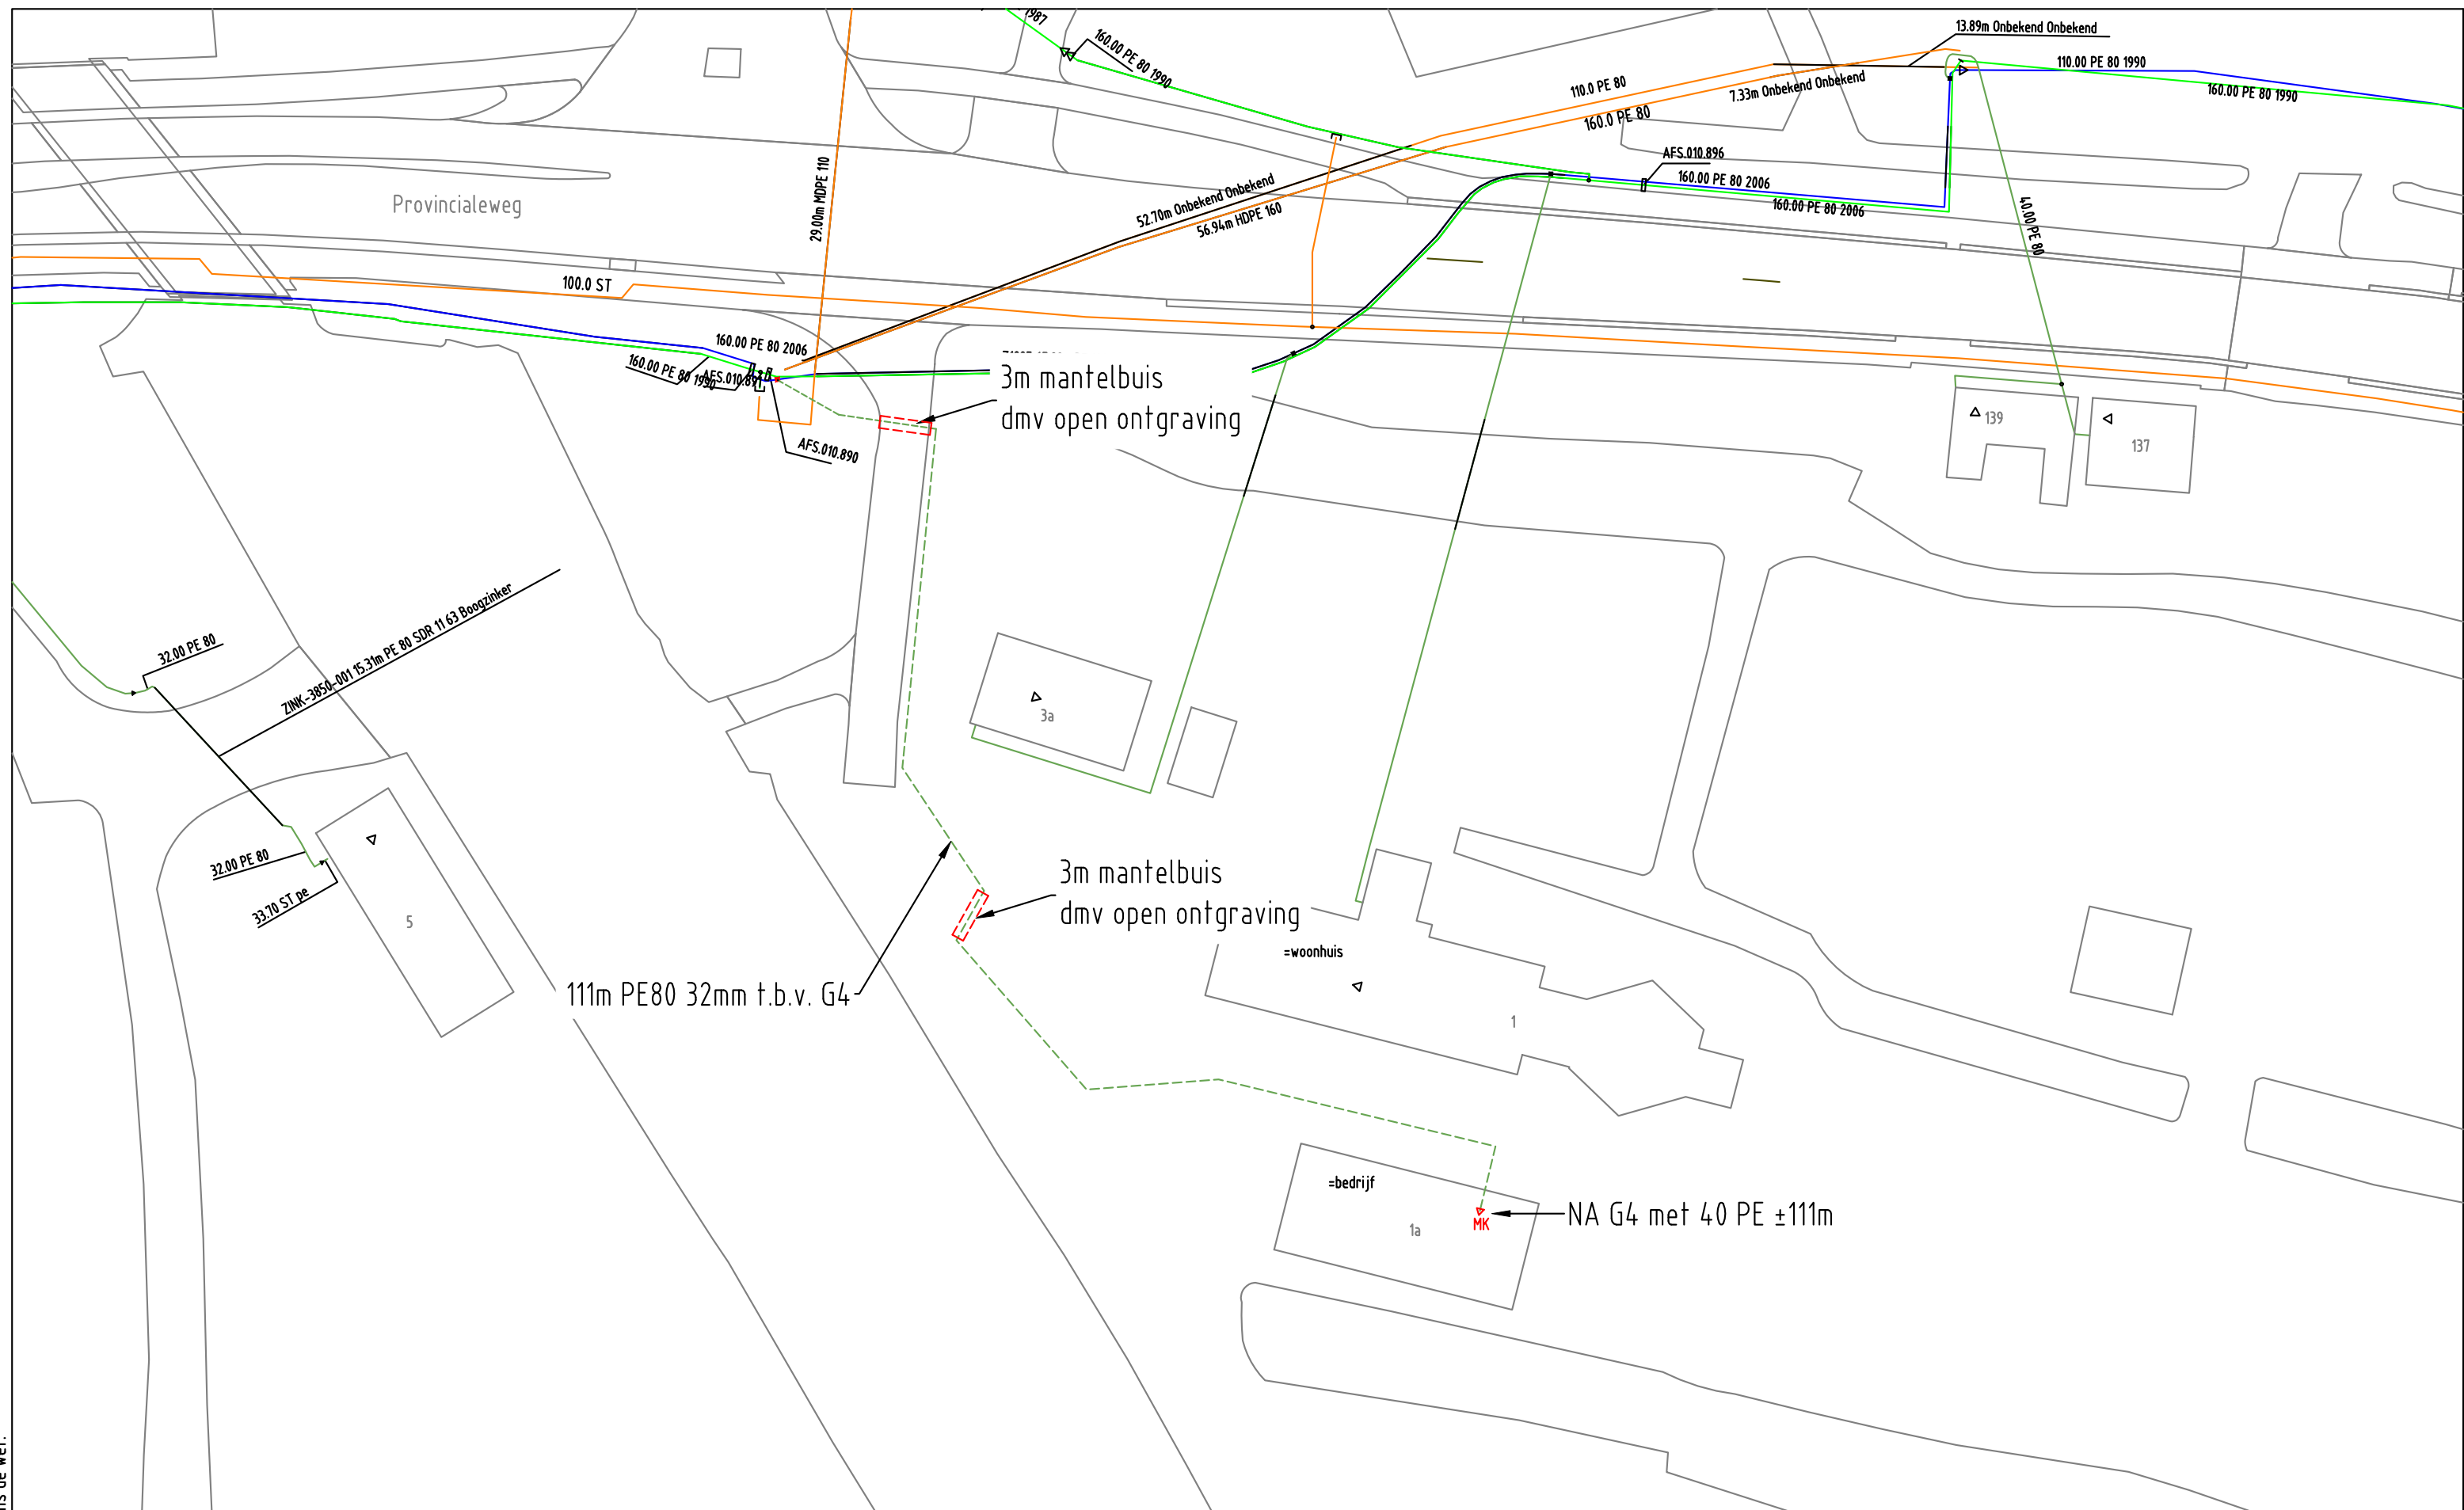 13.89m Onbekend Onbekend
160.00 PE 80 1990
110.00 PE 80 1990
160.00 PE 80 1990
110.0 PE 80
7.33m Onbekend Onbekend
160.0 PE 80
AFS.010.896
160.00 PE 80 2006
160.00 PE 80 2006
40.00 PE 80
29.00m MDPE 110
52.70m Onbekend Onbekend
56.94m HDPE 160
Provincialeweg
100.0 ST
160.00 PE 80 2006
160.00 PE 80 1990
3m mantelbuis
dmv open ontgraving
AFS.010.890
139
137
ZINK-3850-001 15.31m PE 80 SDR 11 63 Boogzinker
32.00 PE 80
3a
32.00 PE 80
33.70 ST pe
5
3m mantelbuis
dmv open ontgraving
=woonhuis
111m PE80 32mm t.b.v. G4
1
=bedrijf
1a
MK
NA G4 met 40 PE ±111m